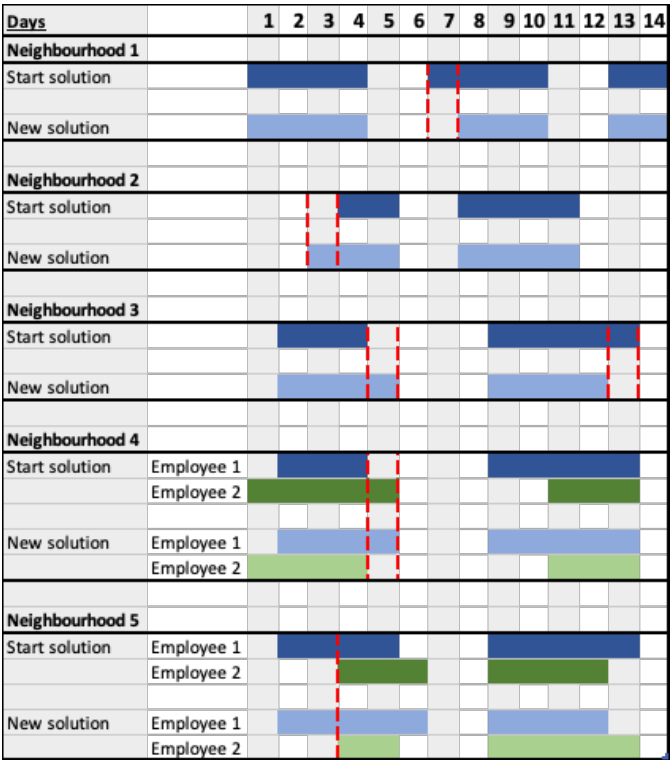 Days 1 2 3 4 5 6 7 8 9 10 11 12 13 14
Neighbourhood 1
Start solution
New solution
Neighbourhood 2
Start solution
New solution
Neighbourhood 3
Start solution
New solution
Neighbourhood 4
Start solution Employee 1
Employee 2
New solution Employee 1
Employee 2
Neighbourhood 5
Start solution Employee 1
Employee 2
New solution Employee 1
Employee 2